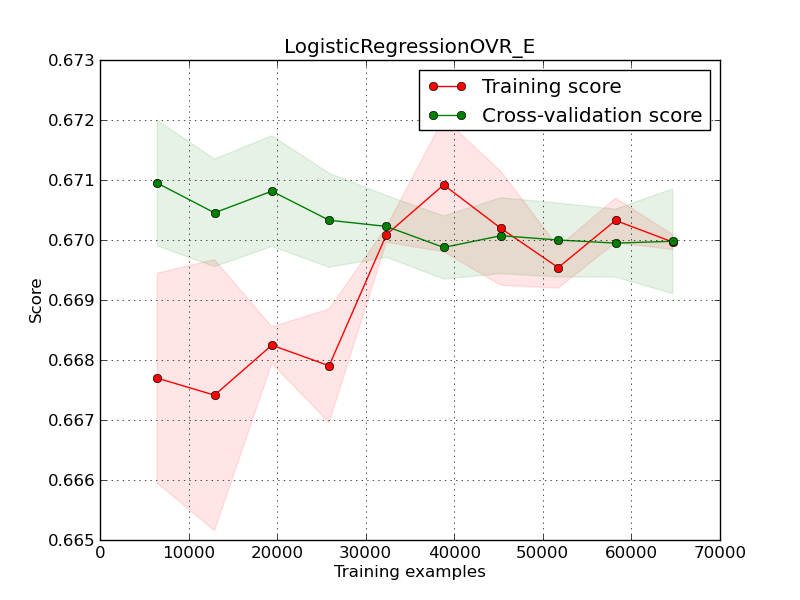 LogisticRegressionOVR_E
0.673
0.672
0.671
0.670
0.669
0.668
0.667
0.666
0.665
Score
Training score
Cross-validation score
0 10000 20000 30000 40000 50000 60000 70000
Training examples